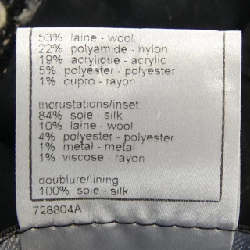 53% laine - wool
22% polyamide - nylon
19% acrylique - acrylic
5% polyester - polyester
1% cupro - rayon
incrustations/inset
84% soie - silk
10% laine - wool
4% polyester - polyester
1% metal - metal
1% viscose - rayon
doublure/lining
100% soie - silk
728804A